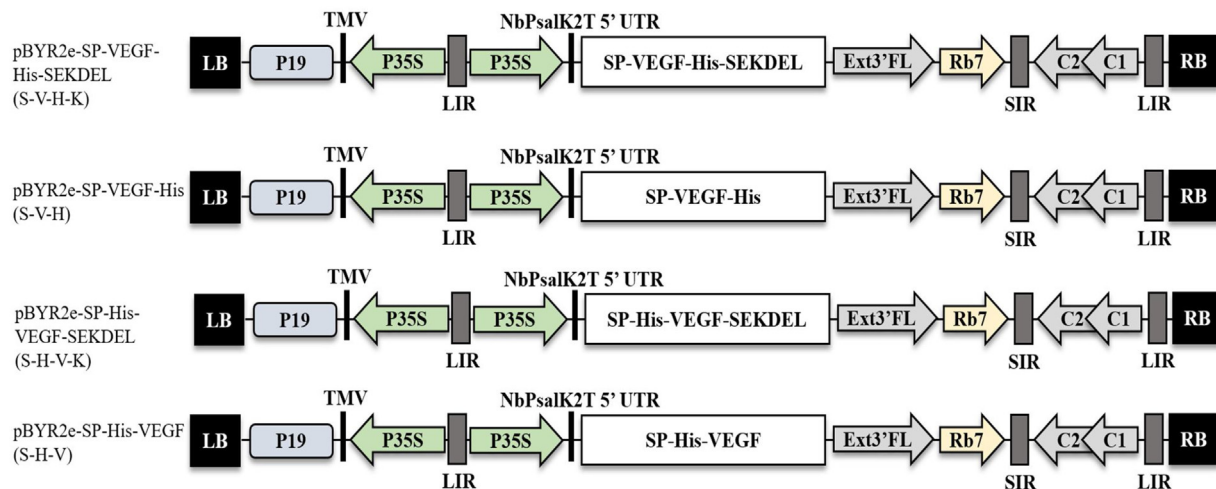 TMV NbPsalK2T 5' UTR
pBYR2e-SP-VEGF-
His-SEKDEL
(S-V-H-K)
LB P19 P35S P35S SP-VEGF-His-SEKDEL Ext3'FL Rb7 C2 C1 RB
LIR SIR LIR
TMV NbPsalK2T 5' UTR
pBYR2e-SP-VEGF-His
(S-V-H)
LB P19 P35S P35S SP-VEGF-His Ext3'FL Rb7 C2 C1 RB
LIR SIR LIR
TMV NbPsalK2T 5' UTR
pBYR2e-SP-His-
VEGF-SEKDEL
(S-H-V-K)
LB P19 P35S P35S SP-His-VEGF-SEKDEL Ext3'FL Rb7 C2 C1 RB
LIR SIR LIR
TMV NbPsalK2T 5' UTR
pBYR2e-SP-His-VEGF
(S-H-V)
LB P19 P35S P35S SP-His-VEGF Ext3'FL Rb7 C2 C1 RB
LIR SIR LIR